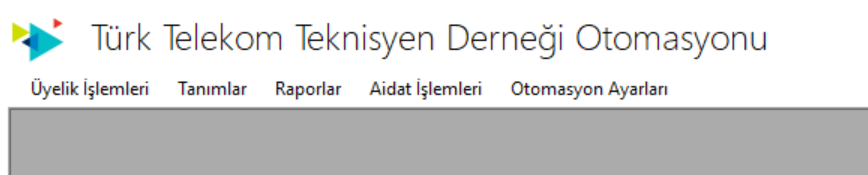 Türk Telekom Teknisyen Derneği Otomasyonu
Üyelik İşlemleri Tanımlar Raporlar Aidat İşlemleri Otomasyon Ayarları